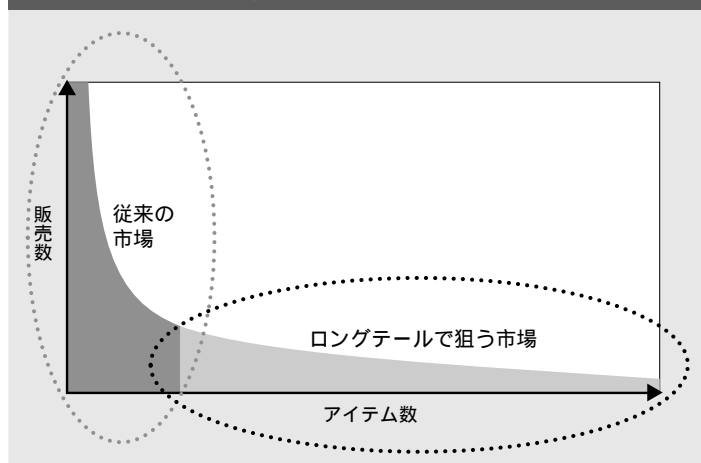 販売数
従来の
市場
ロングテールで狙う市場
アイテム数